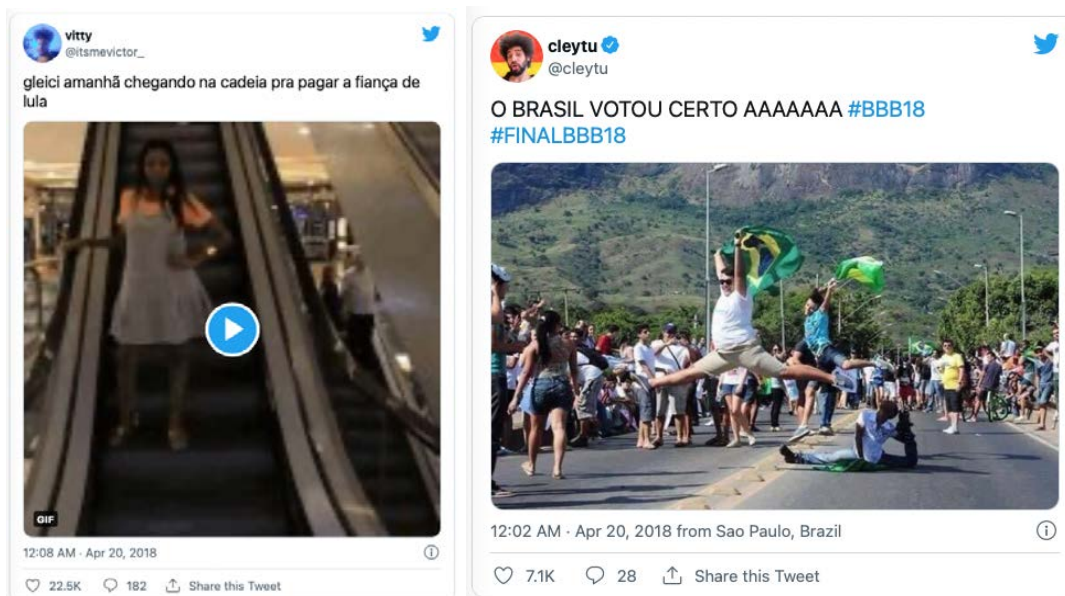 vitty
@itsmevictor_
gleici amanhã chegando na cadeia pra pagar a fiança de
lula
GIF
12:08 AM · Apr 20, 2018
22.5K 182 Share this Tweet
cleytu
@cleytu
O BRASIL VOTOU CERTO AAAAAAA #BBB18
#FINALBBB18
12:02 AM · Apr 20, 2018 from Sao Paulo, Brazil
7.1K 28 Share this Tweet